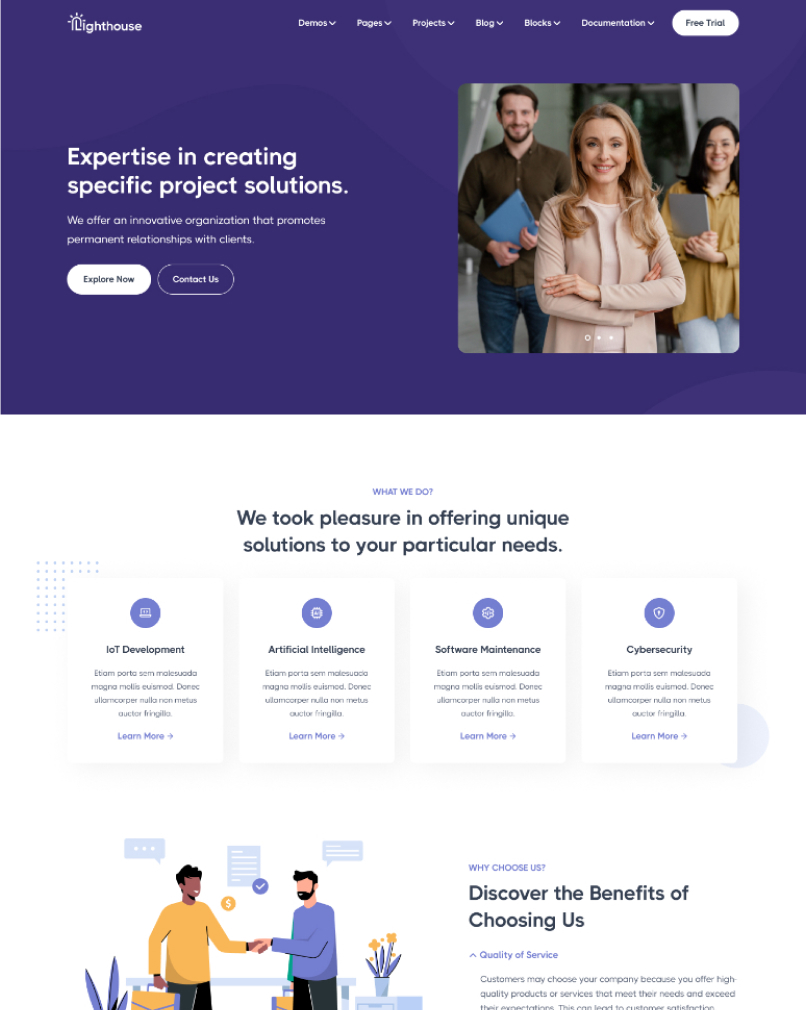 Lighthouse
Demos Pages Projects Blog Blocks Documentation Free Trial
Expertise in creating
specific project solutions.
We offer an innovative organization that promotes
permanent relationships with clients.
Explore Now Contact Us
WHAT WE DO?
We took pleasure in offering unique
solutions to your particular needs.
IoT Development
Etiam porta sem malesuada
magna mollis euismod. Donec
ullamcorper nulla non metus
auctor fringilla.
Learn More →
Artificial Intelligence
Etiam porta sem malesuada
magna mollis euismod. Donec
ullamcorper nulla non metus
auctor fringilla.
Learn More →
Software Maintenance
Etiam porta sem malesuada
magna mollis euismod. Donec
ullamcorper nulla non metus
auctor fringilla.
Learn More →
Cybersecurity
Etiam porta sem malesuada
magna mollis euismod. Donec
ullamcorper nulla non metus
auctor fringilla.
Learn More →
$
WHY CHOOSE US?
Discover the Benefits of
Choosing Us
Quality of Service
Customers may choose your company because you offer high-
quality products or services that meet their needs and exceed
their expectations. This can lead to customer satisfaction,